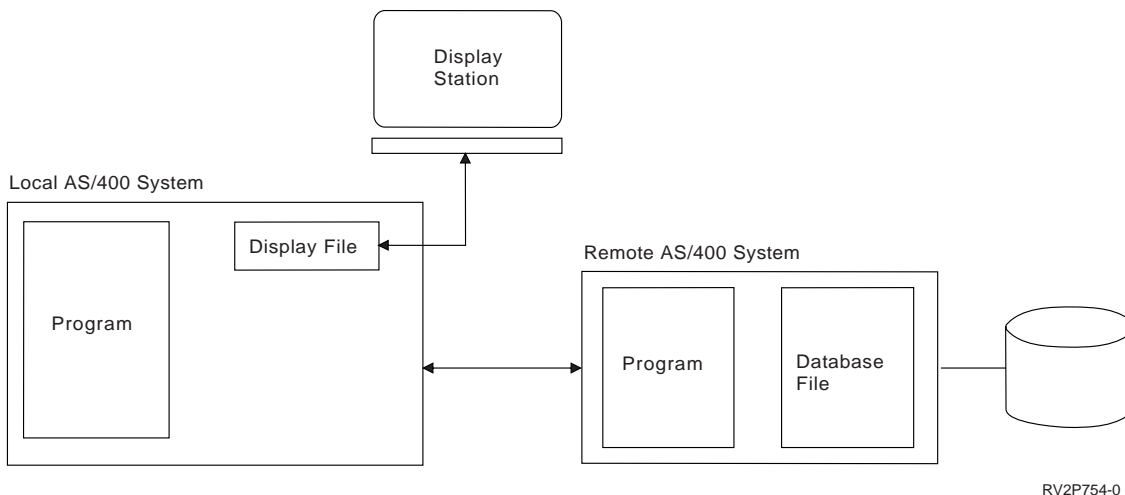 Display
Station
Local AS/400 System
Display File
Program
Remote AS/400 System
Program
Database
File
RV2P754-0